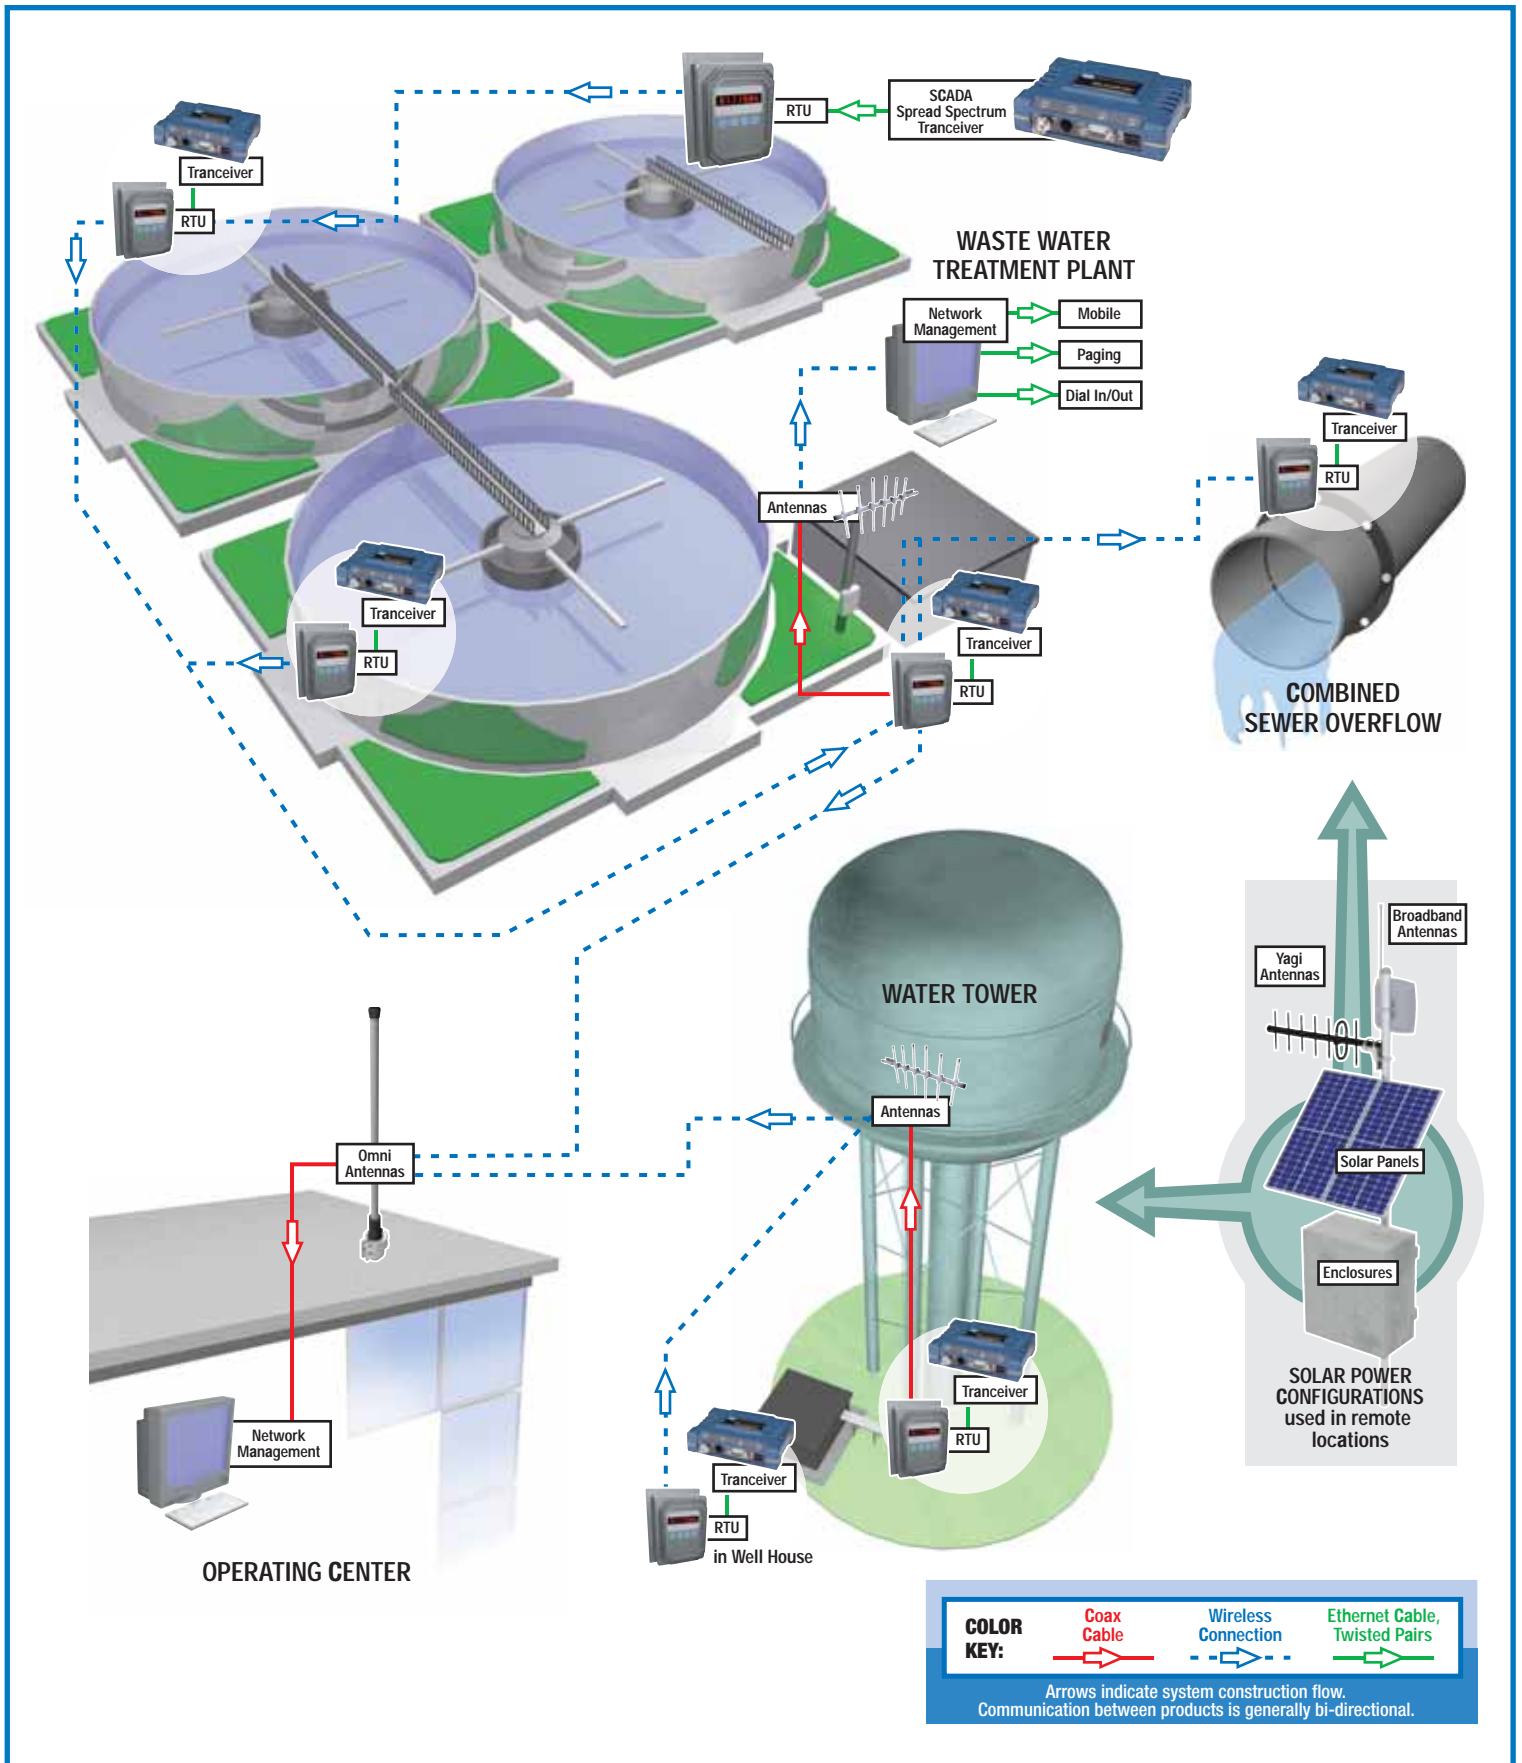 SCADA
Spread Spectrum
Tranceiver
RTU
Tranceiver
RTU
WASTE WATER
TREATMENT PLANT
Network
Management
Mobile
Paging
Dial In/Out
Tranceiver
RTU
Antennas
Tranceiver
RTU
Tranceiver
RTU
COMBINED
SEWER OVERFLOW
Broadband
Antennas
Yagi
Antennas
WATER TOWER
Antennas
Omni
Antennas
Solar Panels
Enclosures
SOLAR POWER
CONFIGURATIONS
used in remote
locations
Tranceiver
RTU
Network
Management
Tranceiver
RTU
in Well House
OPERATING CENTER
COLOR
KEY:
Coax
Cable
Wireless
Connection
Ethernet Cable,
Twisted Pairs
Arrows indicate system construction flow.
Communication between products is generally bi-directional.